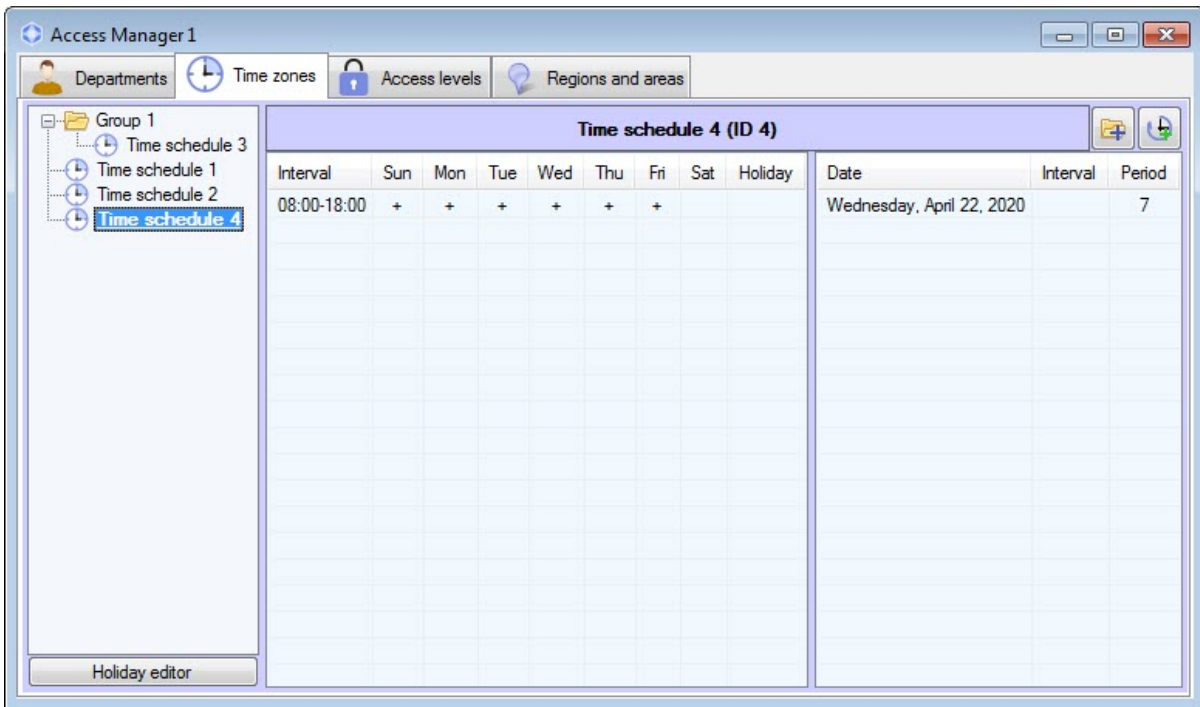 Access Manager 1
Departments Time zones Access levels Regions and areas
Group 1
Time schedule 3
Time schedule 1
Time schedule 2
Time schedule 4
Holiday editor
Time schedule 4 (ID 4)
Interval Sun Mon Tue Wed Thu Fri Sat Holiday
08:00-18:00 + + + + + +
Date Interval Period
Wednesday, April 22, 2020 7